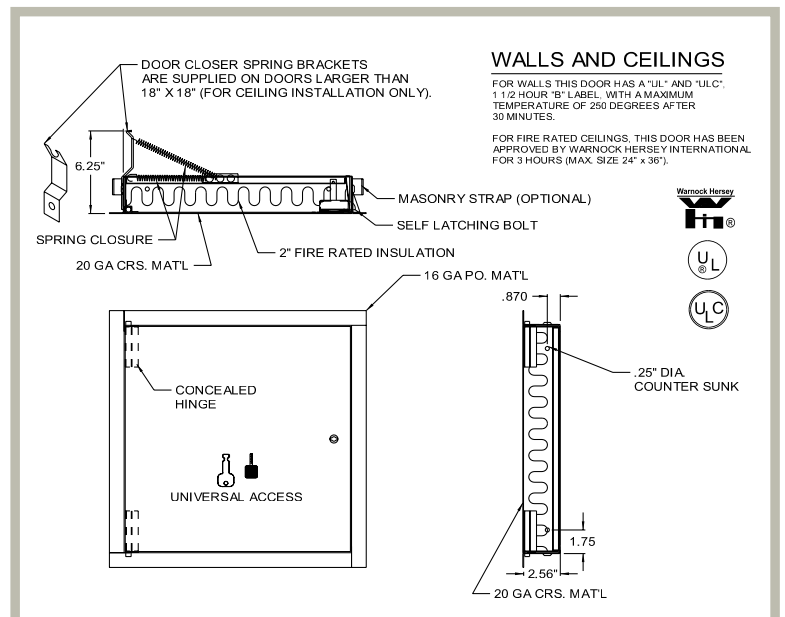 DOOR CLOSER SPRING BRACKETS
ARE SUPPLIED ON DOORS LARGER THAN
18" X 18" (FOR CEILING INSTALLATION ONLY).
WALLS AND CEILINGS
FOR WALLS THIS DOOR HAS A "UL" AND "ULC",
1 1/2 HOUR "B" LABEL, WITH A MAXIMUM
TEMPERATURE OF 250 DEGREES AFTER
30 MINUTES.
FOR FIRE RATED CEILINGS, THIS DOOR HAS BEEN
APPROVED BY WARNOCK HERSEY INTERNATIONAL
FOR 3 HOURS (MAX. SIZE 24" x 36").
6.25"
MASONRY STRAP (OPTIONAL)
SELF LATCHING BOLT
SPRING CLOSURE
2" FIRE RATED INSULATION
20 GA CRS. MAT'L
Warnock Hersey
®
UL
®
ULC
16 GA PO. MAT'L
.870
.25" DIA.
COUNTER SUNK
CONCEALED
HINGE
UNIVERSAL ACCESS
1.75
2.56"
20 GA CRS. MAT'L